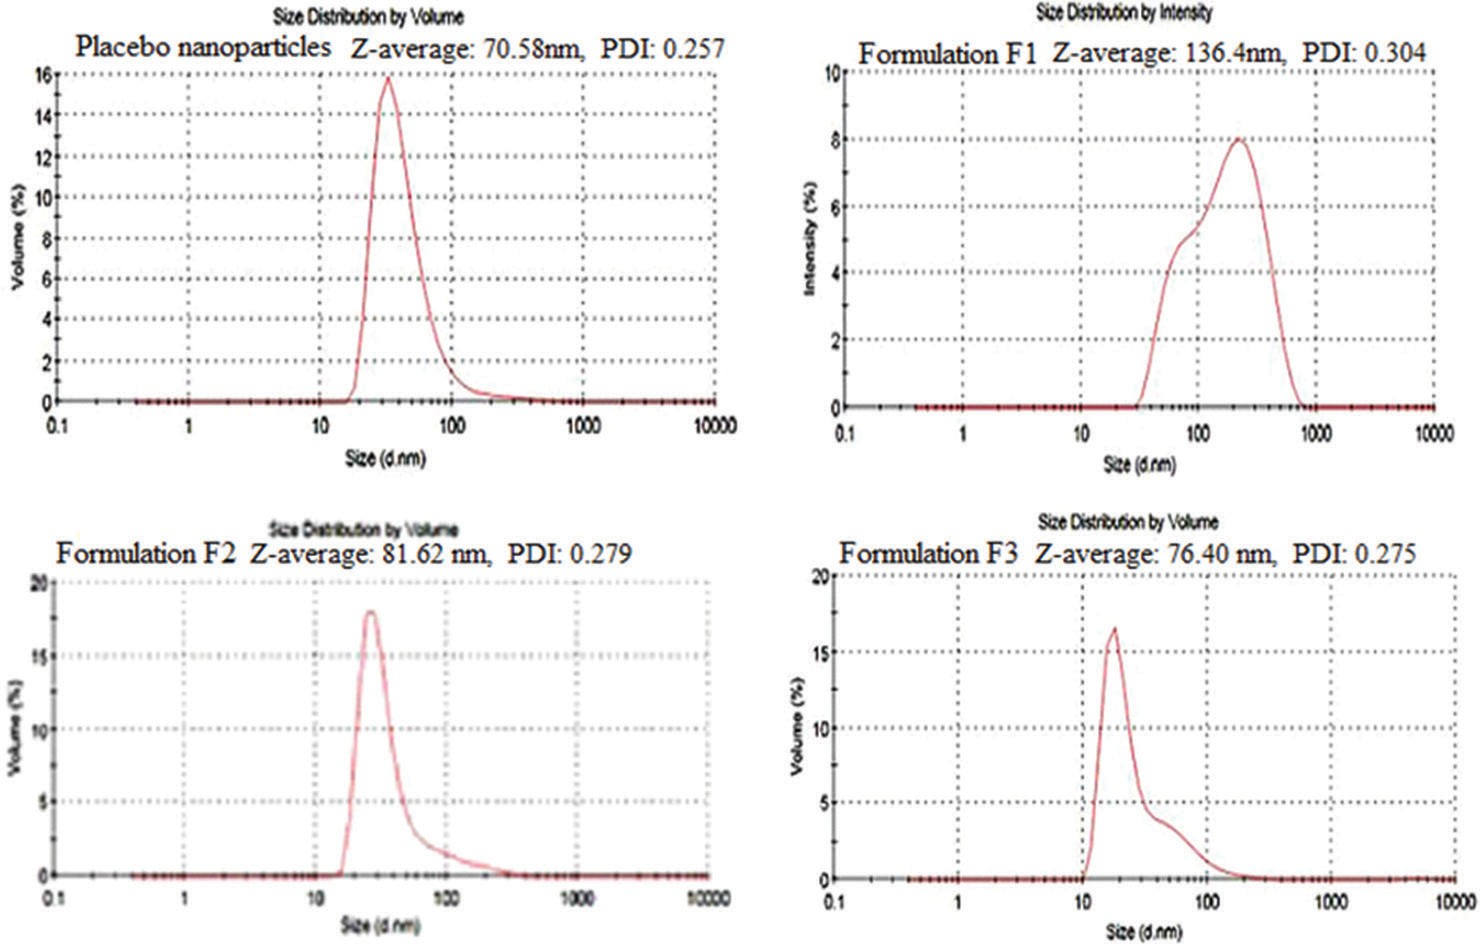 Size Distribution by Volume
Placebo nanoparticles Z-average: 70.58nm, PDI: 0.257
16
14
12
10
8
6
4
2
0
Volume (%)
0.1 1 10 100 1000 10000
Size (d.nm)
Size Distribution by Intensity
Formulation F1 Z-average: 136.4nm, PDI: 0.304
10
8
6
4
2
0
Intensity (%)
0.1 1 10 100 1000 10000
Size (d.nm)
Size Distribution by Volume
Formulation F2 Z-average: 81.62 nm, PDI: 0.279
20
15
10
5
0
Volume (%)
0.1 1 10 100 1000 10000
Size (d.nm)
Size Distribution by Volume
Formulation F3 Z-average: 76.40 nm, PDI: 0.275
20
15
10
5
0
Volume (%)
0.1 1 10 100 1000 10000
Size (d.nm)